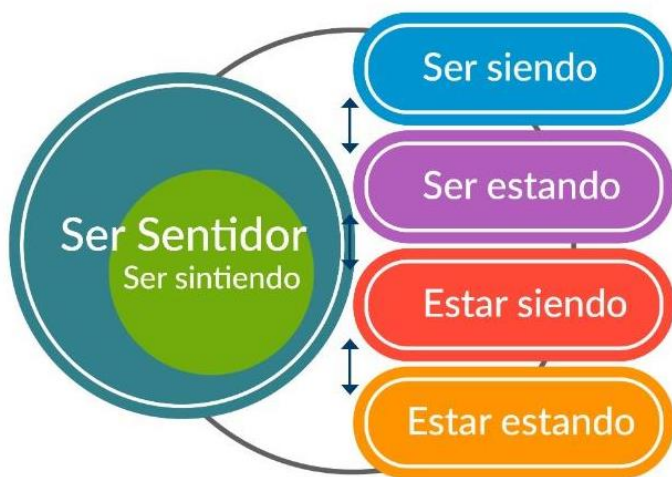 Ser Sentidor
Ser sintiendo
Ser siendo
Ser estando
Estar siendo
Estar estando